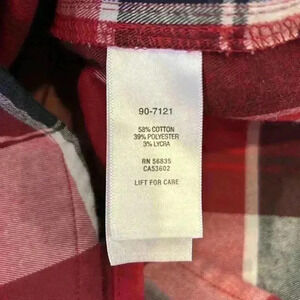 90-7121
58% COTTON
39% POLYESTER
3% LYCRA
RN 56835
CA53602
LIFT FOR CARE